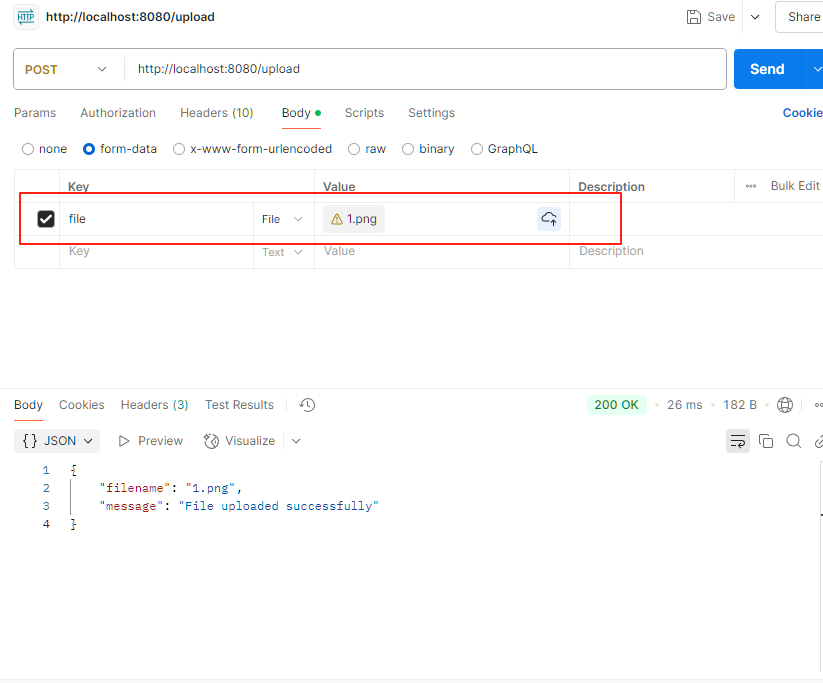 HTTP http://localhost:8080/upload Save Share
POST http://localhost:8080/upload Send
Params Authorization Headers (10) Body Scripts Settings Cookie
none form-data x-www-form-urlencoded raw binary GraphQL
Key Value Description ••• Bulk Edit
file File 1.png
Key Text Value Description
Body Cookies Headers (3) Test Results 200 OK • 26 ms • 182 B •
{} JSON Preview Visualize
1 {
2 "filename": "1.png",
3 "message": "File uploaded successfully"
4 }